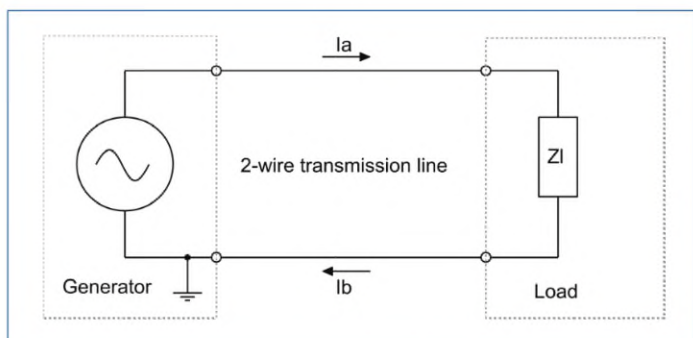 Ia
2-wire transmission line
Zl
Generator
Ib
Load